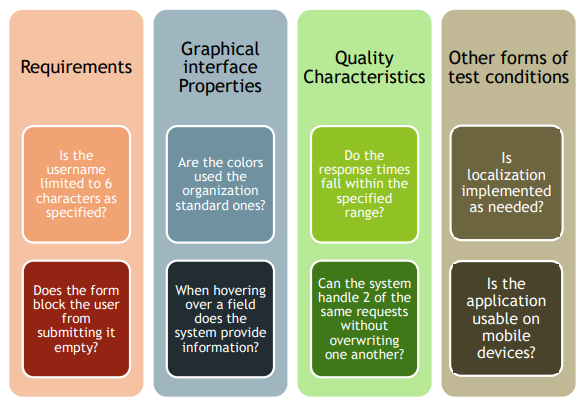 Requirements
Is the
username
limited to 6
characters as
specified?
Does the form
block the user
from
submitting it
empty?
Graphical
interface
Properties
Are the colors
used the
organization
standard ones?
When hovering
over a field
does the
system provide
information?
Quality
Characteristics
Do the
response times
fall within the
specified
range?
Can the system
handle 2 of the
same requests
without
overwriting
one another?
Other forms of
test conditions
Is
localization
implemented
as needed?
Is the
application
usable on
mobile
devices?